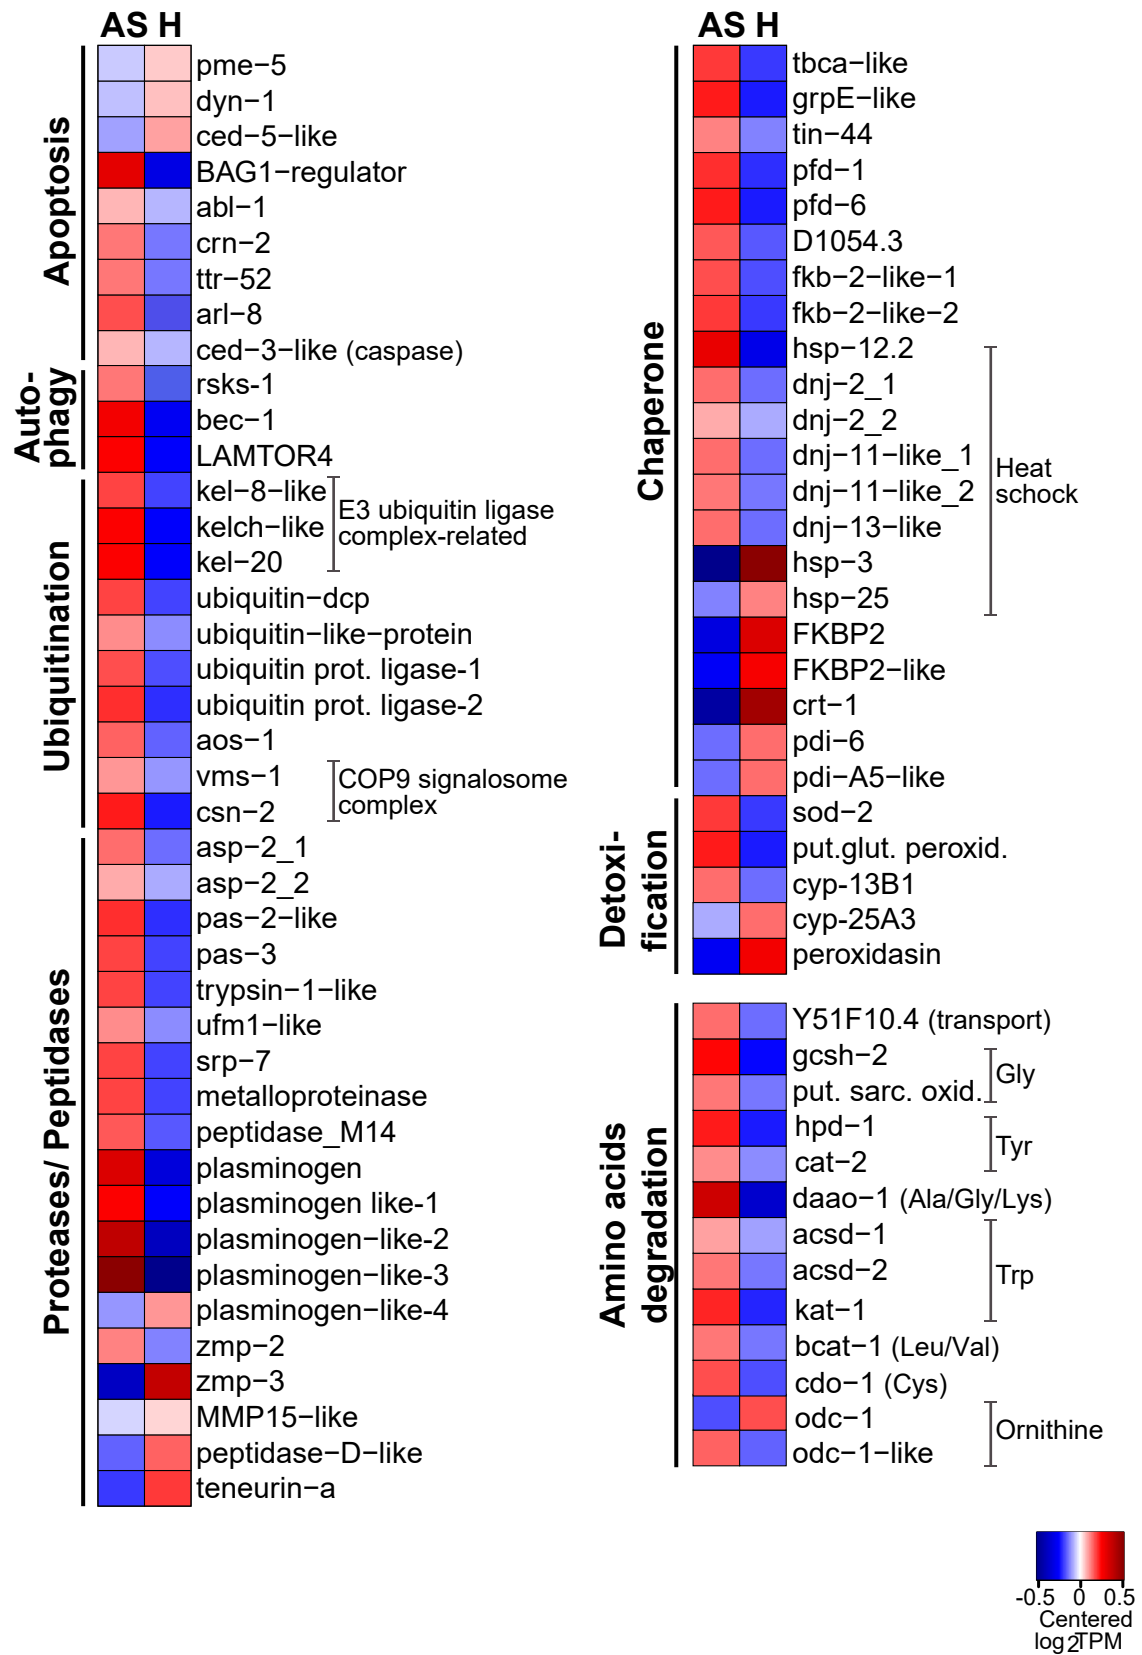 AS H
Apoptosis
pme−5
dyn−1
ced−5−like
BAG1−regulator
abl−1
crn−2
ttr−52
arl−8
ced−3−like (caspase)
Auto-
phagy
rsks-1
bec−1
LAMTOR4
Ubiquitination
kel−8−like
kelch−like
kel−20
E3 ubiquitin ligase
complex-related
ubiquitin−dcp
ubiquitin−like−protein
ubiquitin prot. ligase-1
ubiquitin prot. ligase-2
aos−1
vms−1
csn−2
COP9 signalosome
complex
Proteases/ Peptidases
asp−2_1
asp−2_2
pas−2−like
pas−3
trypsin−1−like
ufm1−like
srp−7
metalloproteinase
peptidase_M14
plasminogen
plasminogen like-1
plasminogen−like-2
plasminogen−like-3
plasminogen−like-4
zmp−2
zmp−3
MMP15−like
peptidase−D−like
teneurin−a
AS H
Chaperone
tbca−like
grpE−like
tin−44
pfd−1
pfd−6
D1054.3
fkb−2−like−1
fkb−2−like−2
hsp−12.2
dnj−2_1
dnj−2_2
dnj−11−like_1
dnj−11−like_2
dnj−13−like
hsp−3
hsp−25
Heat
schock
FKBP2
FKBP2−like
crt−1
pdi−6
pdi−A5−like
Detoxi-
fication
sod−2
put.glut. peroxid.
cyp-13B1
cyp−25A3
peroxidasin
Amino acids
degradation
Y51F10.4 (transport)
gcsh−2
put. sarc. oxid.
Gly
hpd−1
cat−2
Tyr
daao−1 (Ala/Gly/Lys)
acsd−1
acsd−2
kat−1
Trp
bcat−1 (Leu/Val)
cdo−1 (Cys)
odc−1
odc−1−like
Ornithine
-0.5 0 0.5
Centered
log2TPM